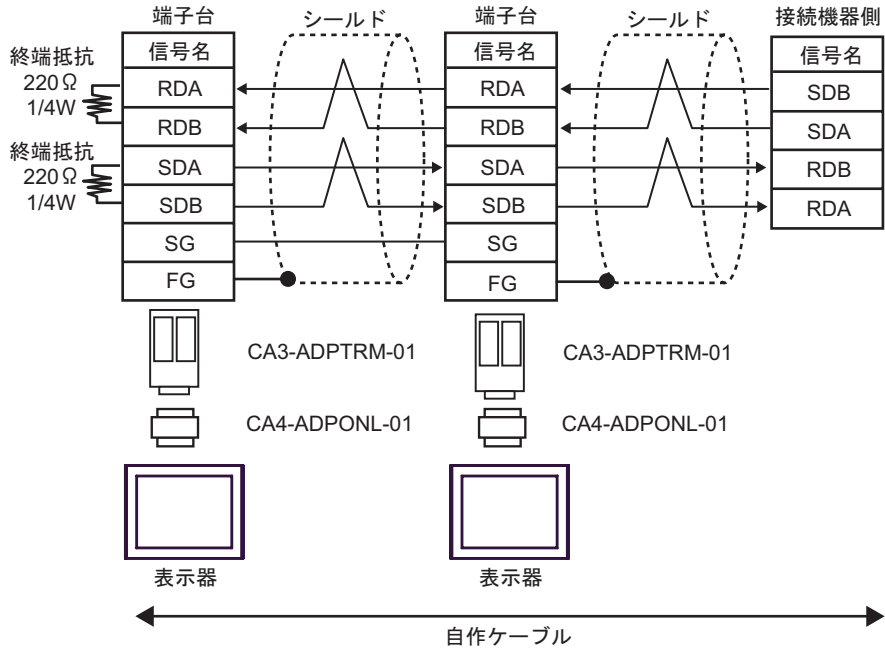 端子台
シールド
端子台
シールド
接続機器側
終端抵抗
220Ω
1/4W
終端抵抗
220Ω
1/4W
信号名
RDA
RDB
SDA
SDB
SG
FG
信号名
RDA
RDB
SDA
SDB
SG
FG
信号名
SDB
SDA
RDB
RDA
CA3-ADPTRM-01
CA3-ADPTRM-01
CA4-ADPONL-01
CA4-ADPONL-01
表示器
表示器
自作ケーブル